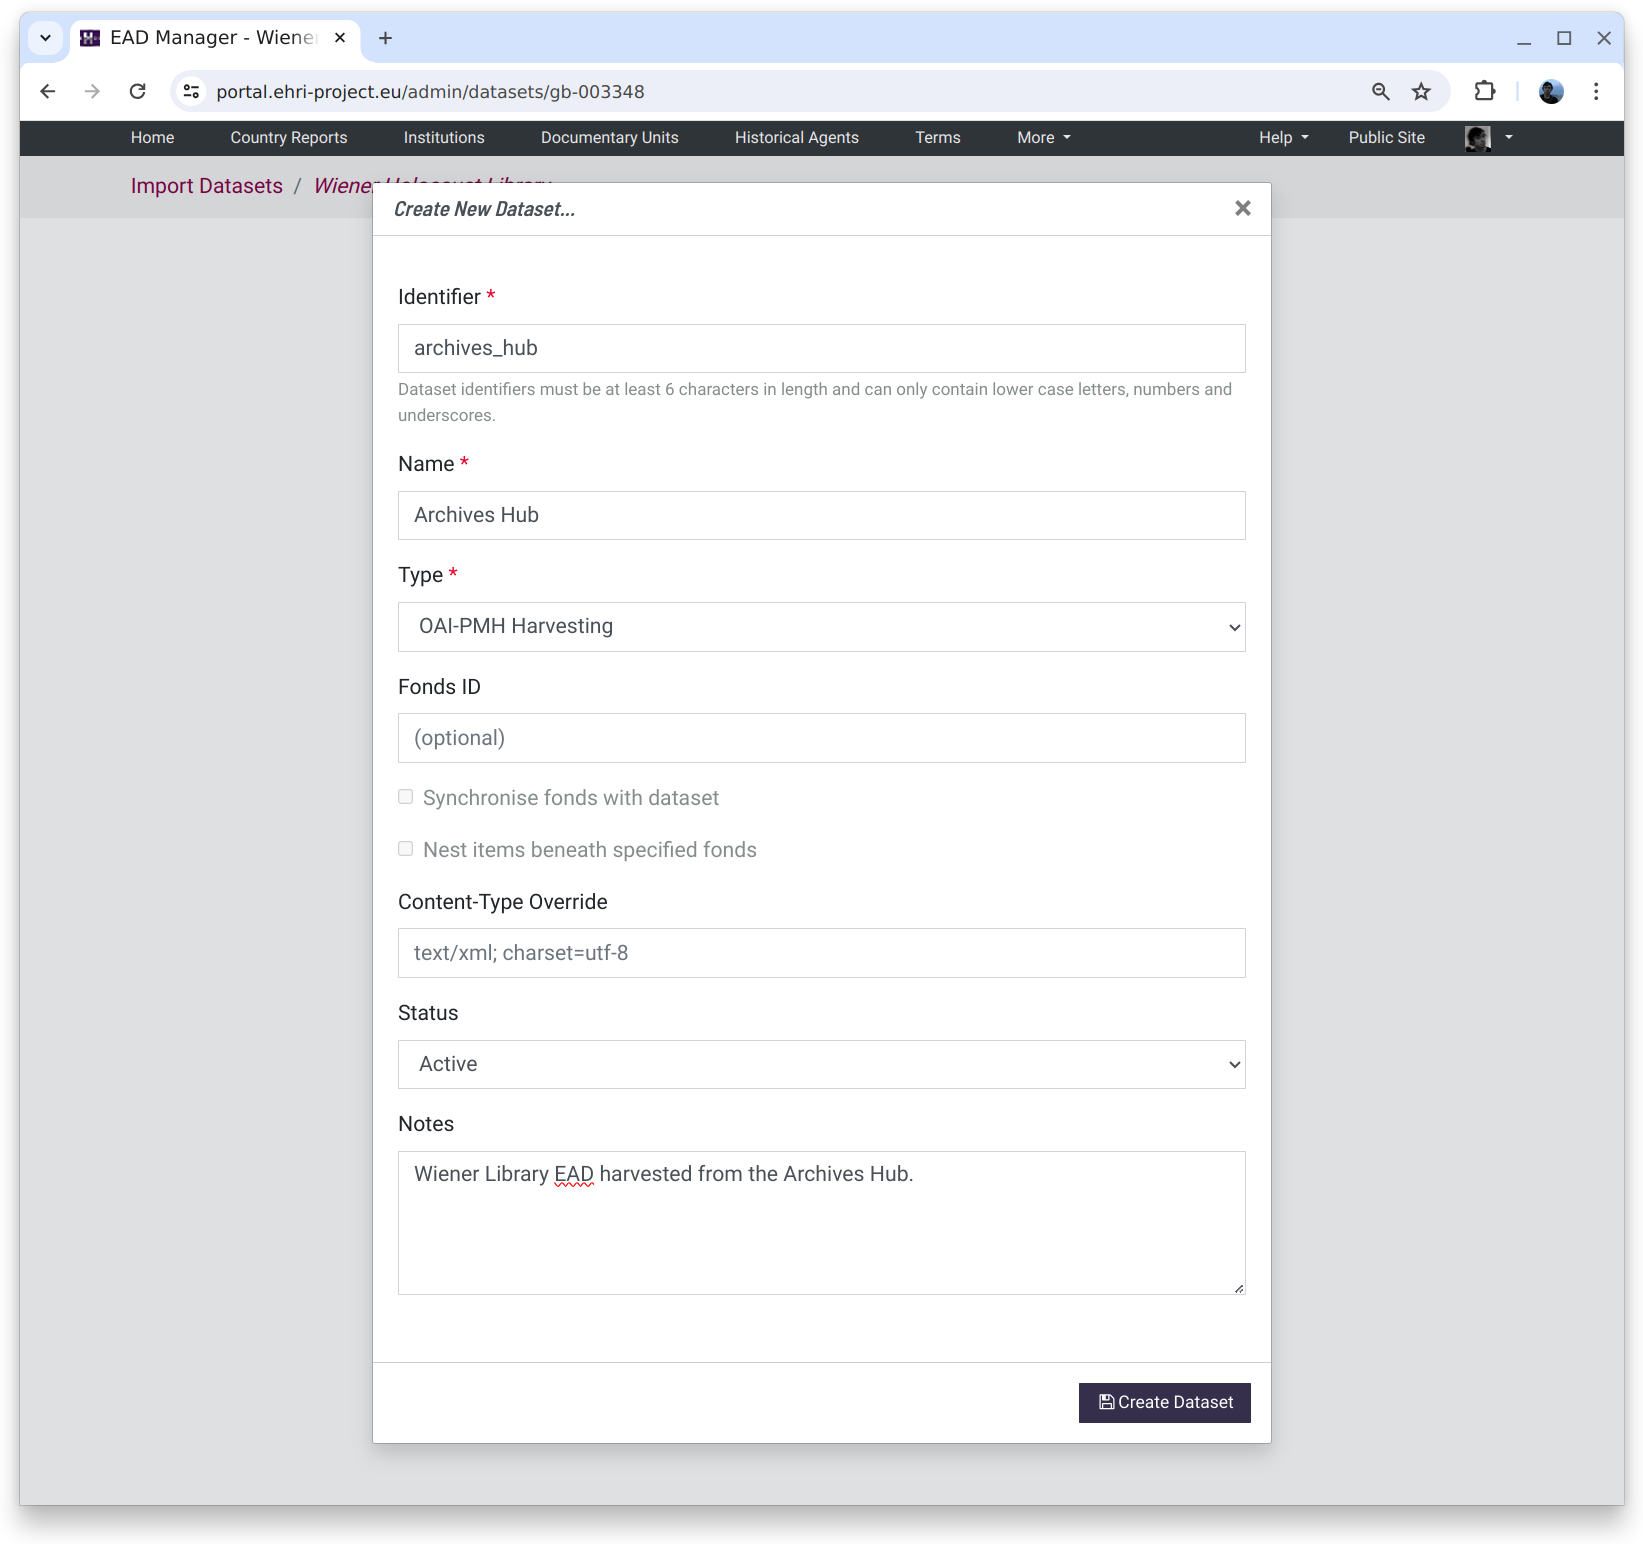 EAD Manager - Wiener
portal.ehri-project.eu/admin/datasets/gb-003348
Home Country Reports Institutions Documentary Units Historical Agents Terms More Help Public Site
Import Datasets / Wiener Holocaust Library
Create New Dataset...
Identifier *
archives_hub
Dataset identifiers must be at least 6 characters in length and can only contain lower case letters, numbers and
underscores.
Name *
Archives Hub
Type *
OAI-PMH Harvesting
Fonds ID
(optional)
Synchronise fonds with dataset
Nest items beneath specified fonds
Content-Type Override
text/xml; charset=utf-8
Status
Active
Notes
Wiener Library EAD harvested from the Archives Hub.
Create Dataset